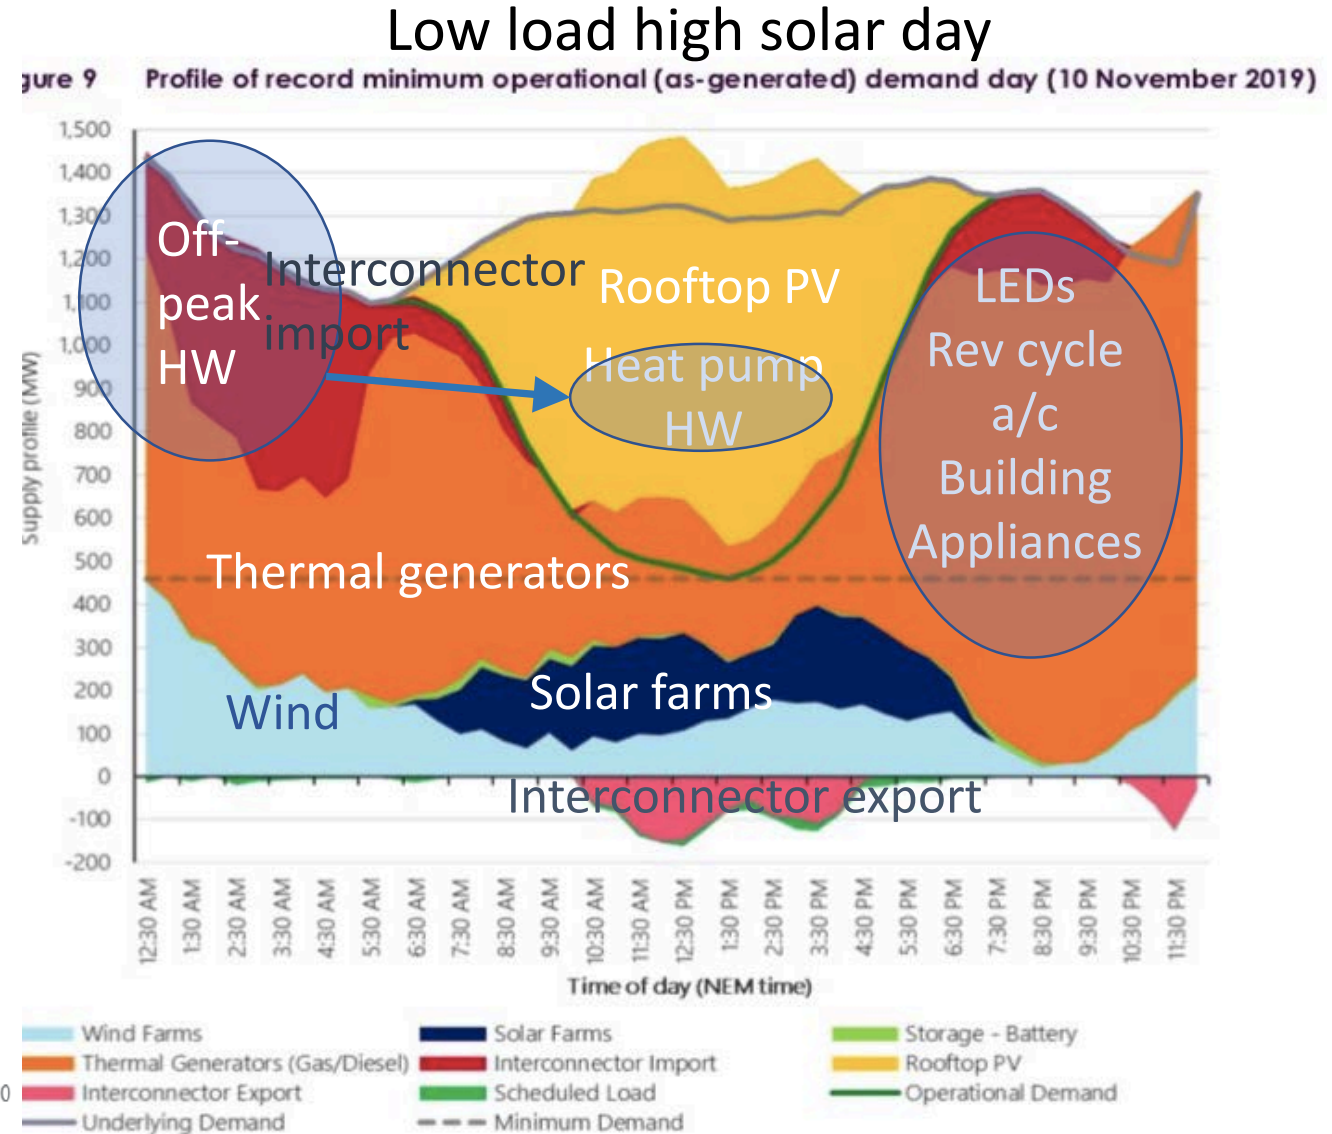 Low load high solar day
gure 9 Profile of record minimum operational (as-generated) demand day (10 November 2019)
Supply profile (MW)
1,500
1,400
1,300
1,200
1,100
1,000
900
800
700
600
500
400
300
200
100
0
-100
-200
Off-
peak
HW
Interconnector
import
Rooftop PV
Heat pump
HW
LEDs
Rev cycle
a/c
Building
Appliances
Thermal generators
Solar farms
Wind
Interconnector export
12:30 AM
1:30 AM
2:30 AM
3:30 AM
4:30 AM
5:30 AM
6:30 AM
7:30 AM
8:30 AM
9:30 AM
10:30 AM
11:30 AM
12:30 PM
1:30 PM
2:30 PM
3:30 PM
4:30 PM
5:30 PM
6:30 PM
7:30 PM
8:30 PM
9:30 PM
10:30 PM
11:30 PM
Time of day (NEM time)
Wind Farms Solar Farms Storage - Battery
Thermal Generators (Gas/Diesel) Interconnector Import Rooftop PV
0 Interconnector Export Scheduled Load Operational Demand
Underlying Demand Minimum Demand